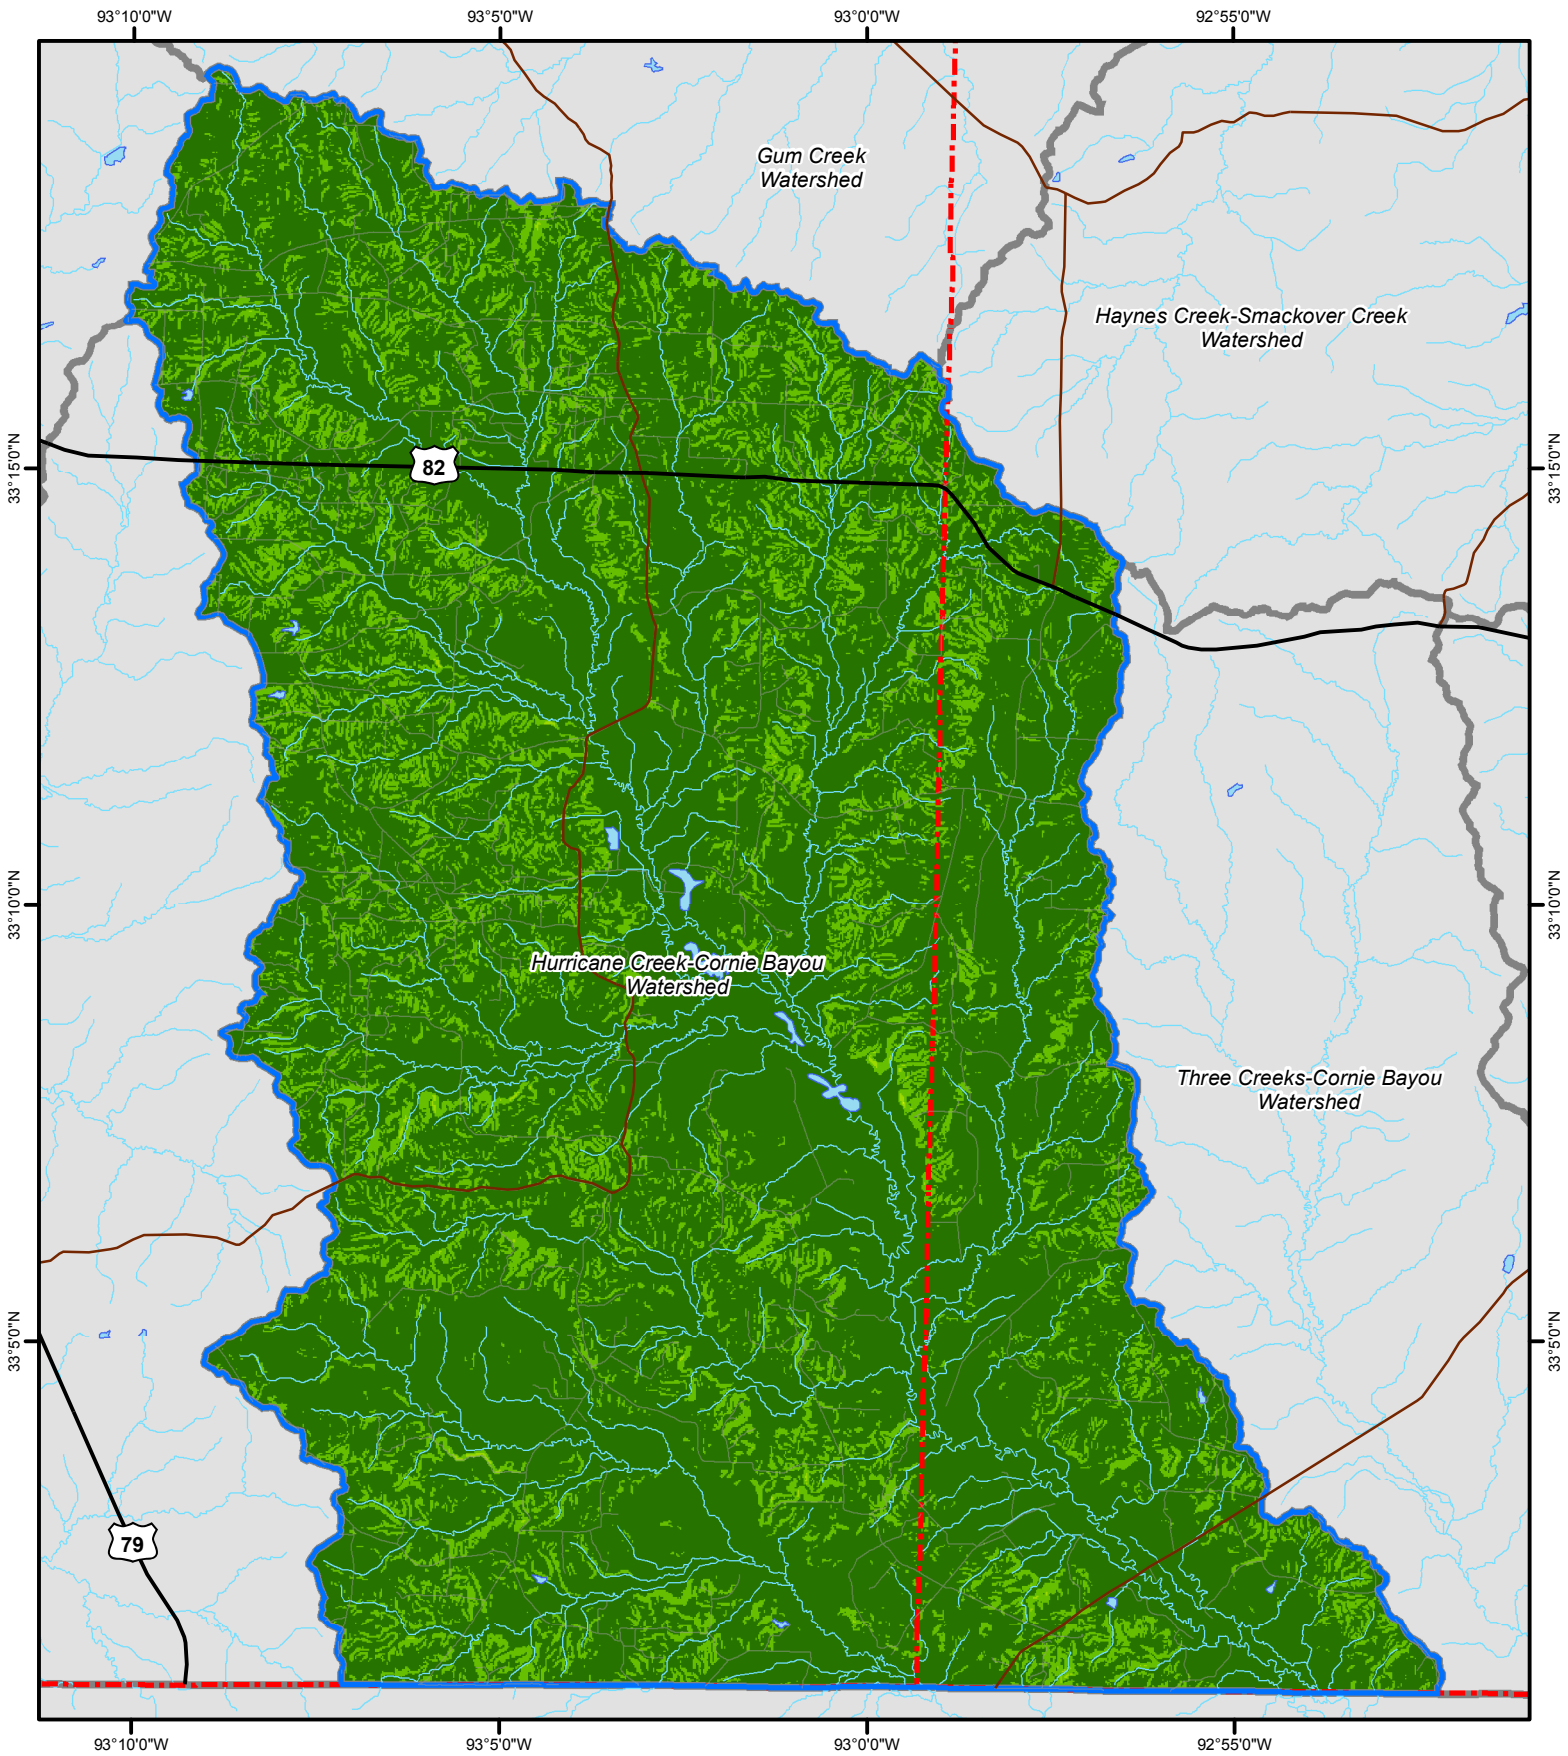 93°10'0"W
93°5'0"W
93°0'0"W
92°55'0"W
Gum Creek
Watershed
Haynes Creek-Smackover Creek
Watershed
33°15'0"N
82
33°15'0"N
33°10'0"N
33°10'0"N
Hurricane Creek-Cornie Bayou
Watershed
Three Creeks-Cornie Bayou
Watershed
33°5'0"N
33°5'0"N
79
93°10'0"W
93°5'0"W
93°0'0"W
92°55'0"W